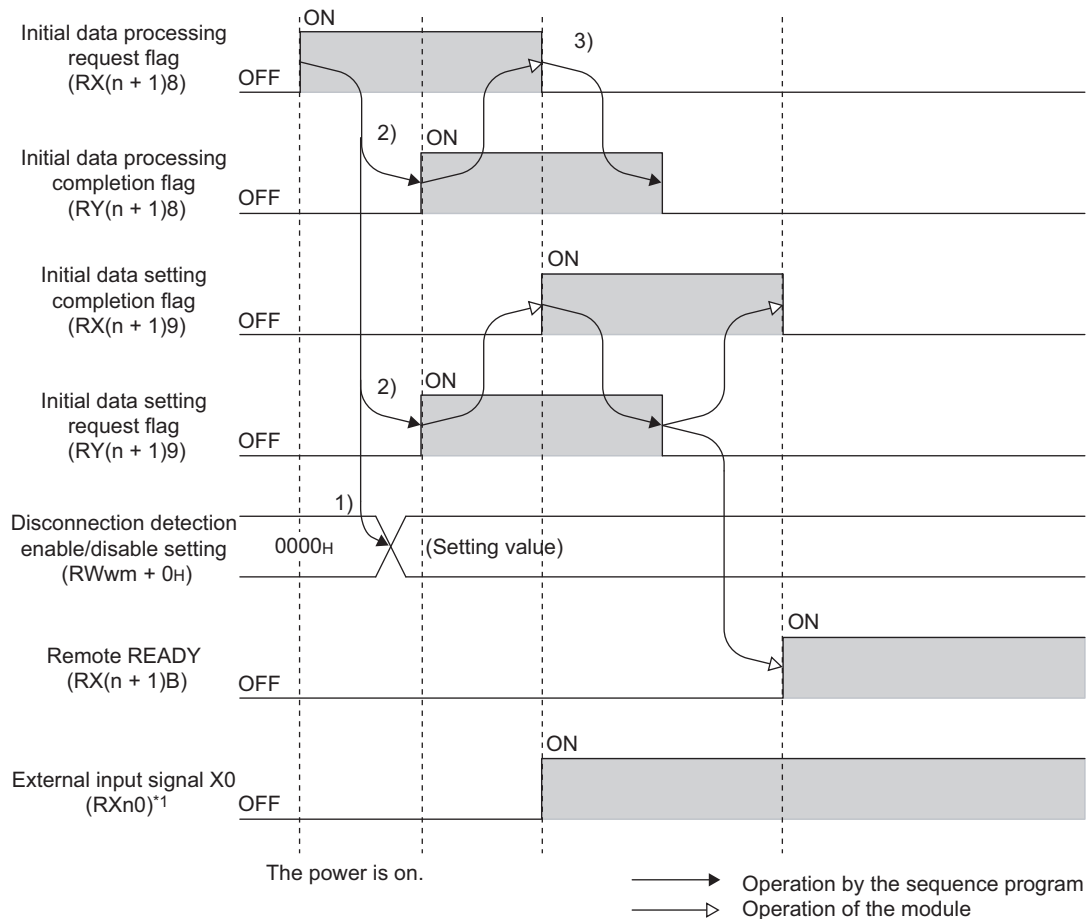 ON
Initial data processing
request flag
(RX(n + 1)8)
OFF
3)
2)
ON
Initial data processing
completion flag
(RY(n + 1)8)
OFF
ON
Initial data setting
completion flag
(RX(n + 1)9)
OFF
2)
ON
Initial data setting
request flag
(RY(n + 1)9)
OFF
1)
Disconnection detection
enable/disable setting
(RWwm + 0H)
0000H
(Setting value)
ON
Remote READY
(RX(n + 1)B)
OFF
ON
External input signal X0
(RXn0)*1
OFF
The power is on.
Operation by the sequence program
Operation of the module